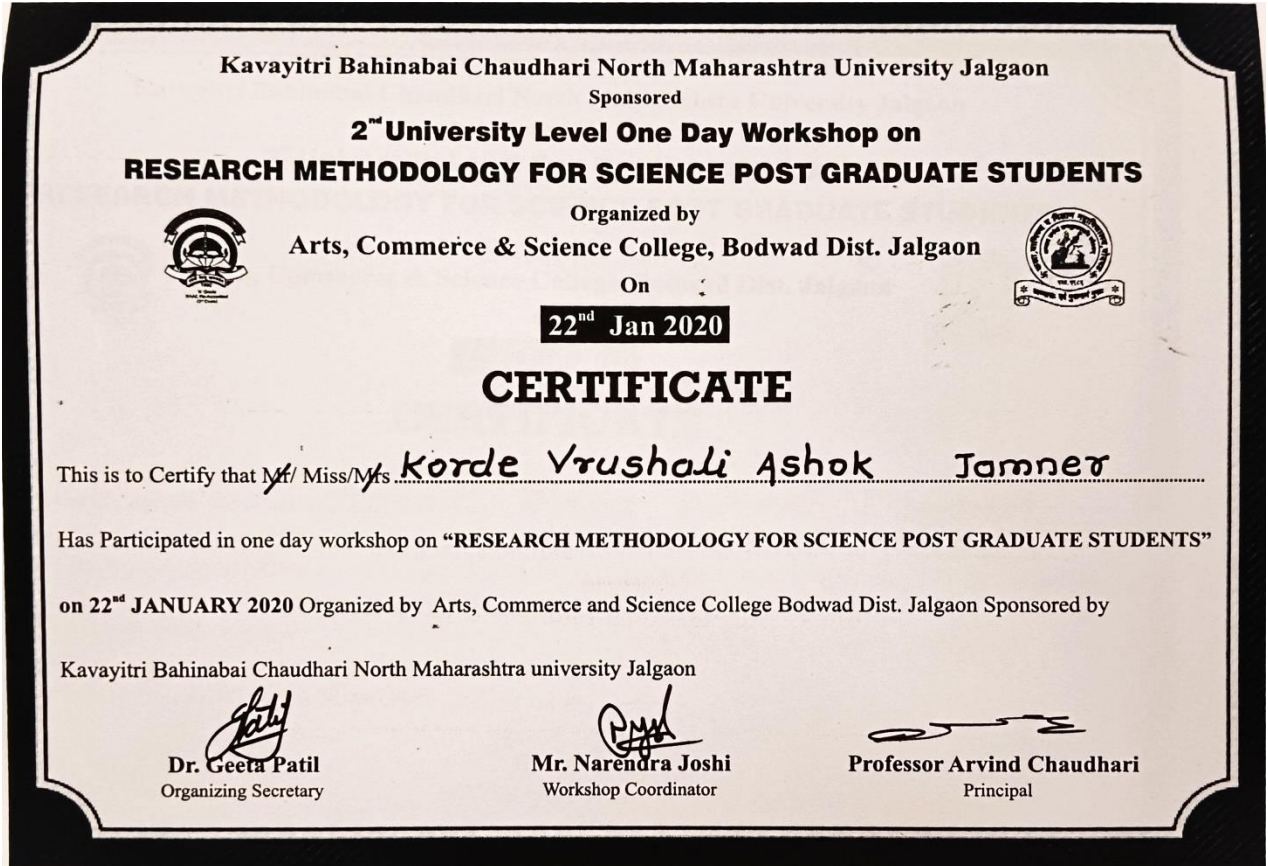 Kavayitri Bahinabai Chaudhari North Maharashtra University Jalgaon
Sponsored
2nd University Level One Day Workshop on
RESEARCH METHODOLOGY FOR SCIENCE POST GRADUATE STUDENTS
Organized by
Arts, Commerce & Science College, Bodwad Dist. Jalgaon
On
22nd Jan 2020
CERTIFICATE
This is to Certify that Mr/ Miss/Mrs Korde Vrushali Ashok Jamner
Has Participated in one day workshop on “RESEARCH METHODOLOGY FOR SCIENCE POST GRADUATE STUDENTS”
on 22nd JANUARY 2020 Organized by Arts, Commerce and Science College Bodwad Dist. Jalgaon Sponsored by
Kavayitri Bahinabai Chaudhari North Maharashtra university Jalgaon
Dr. Geeta Patil
Organizing Secretary
Mr. Narendra Joshi
Workshop Coordinator
Professor Arvind Chaudhari
Principal